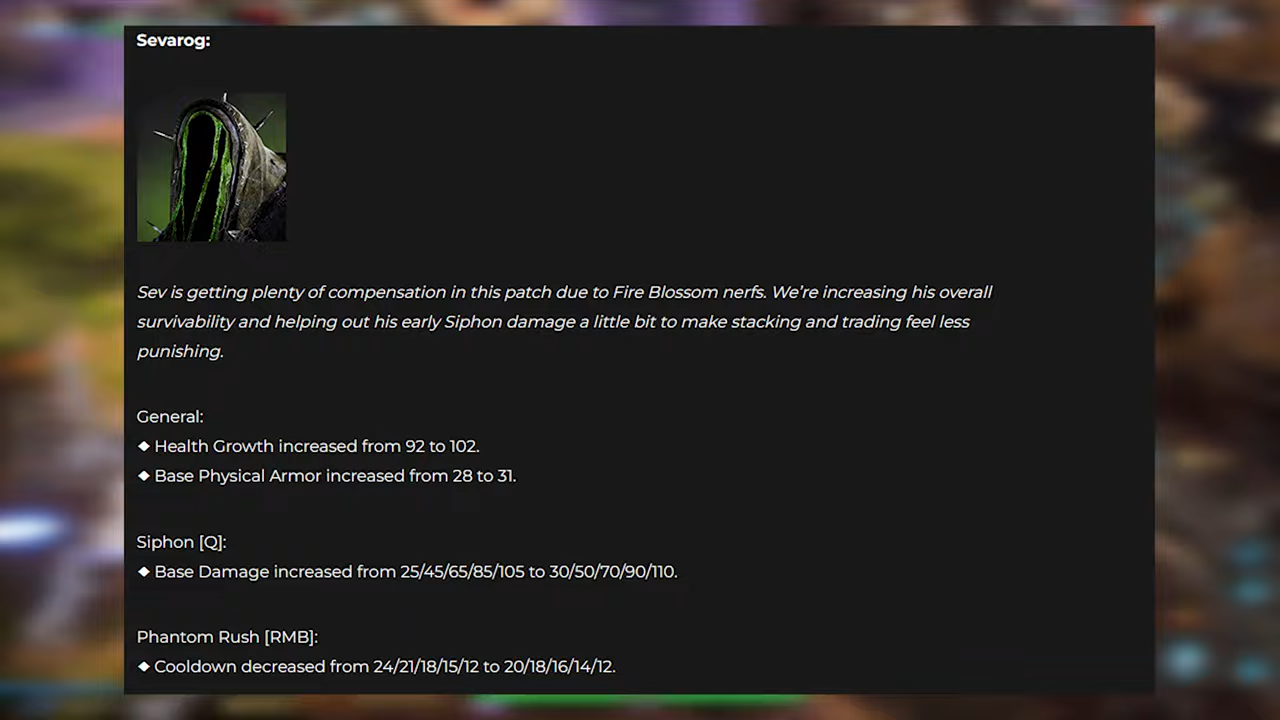 Sevarog:
Sev is getting plenty of compensation in this patch due to Fire Blossom nerfs. We’re increasing his overall
survivability and helping out his early Siphon damage a little bit to make stacking and trading feel less
punishing.
General:
◆ Health Growth increased from 92 to 102.
◆ Base Physical Armor increased from 28 to 31.
Siphon [Q]:
◆ Base Damage increased from 25/45/65/85/105 to 30/50/70/90/110.
Phantom Rush [RMB]:
◆ Cooldown decreased from 24/21/18/15/12 to 20/18/16/14/12.